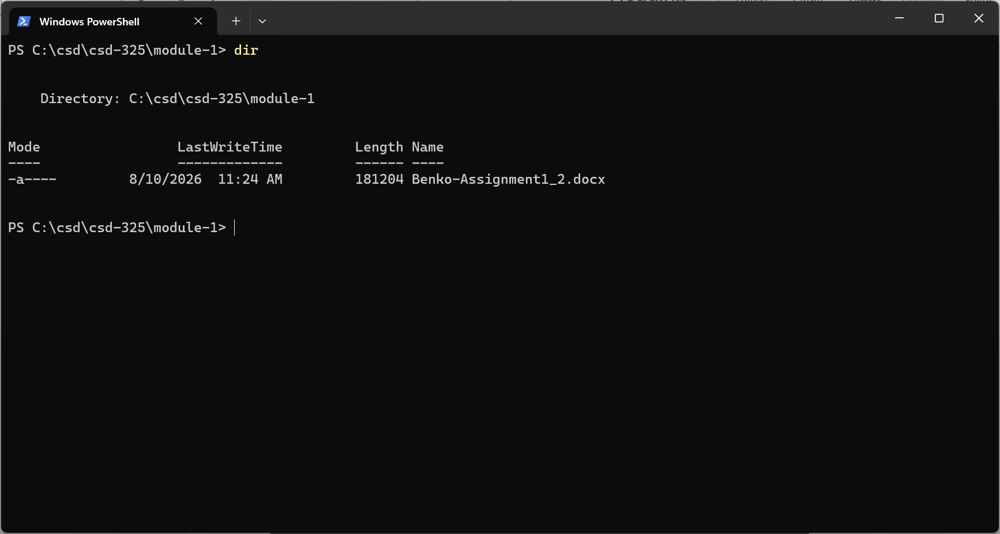 Windows PowerShell
PS C:\csd\csd-325\module-1> dir
Directory: C:\csd\csd-325\module-1
Mode LastWriteTime Length Name
---- ------------- ------ ----
-a---- 8/10/2026 11:24 AM 181204 Benko-Assignment1_2.docx
PS C:\csd\csd-325\module-1>